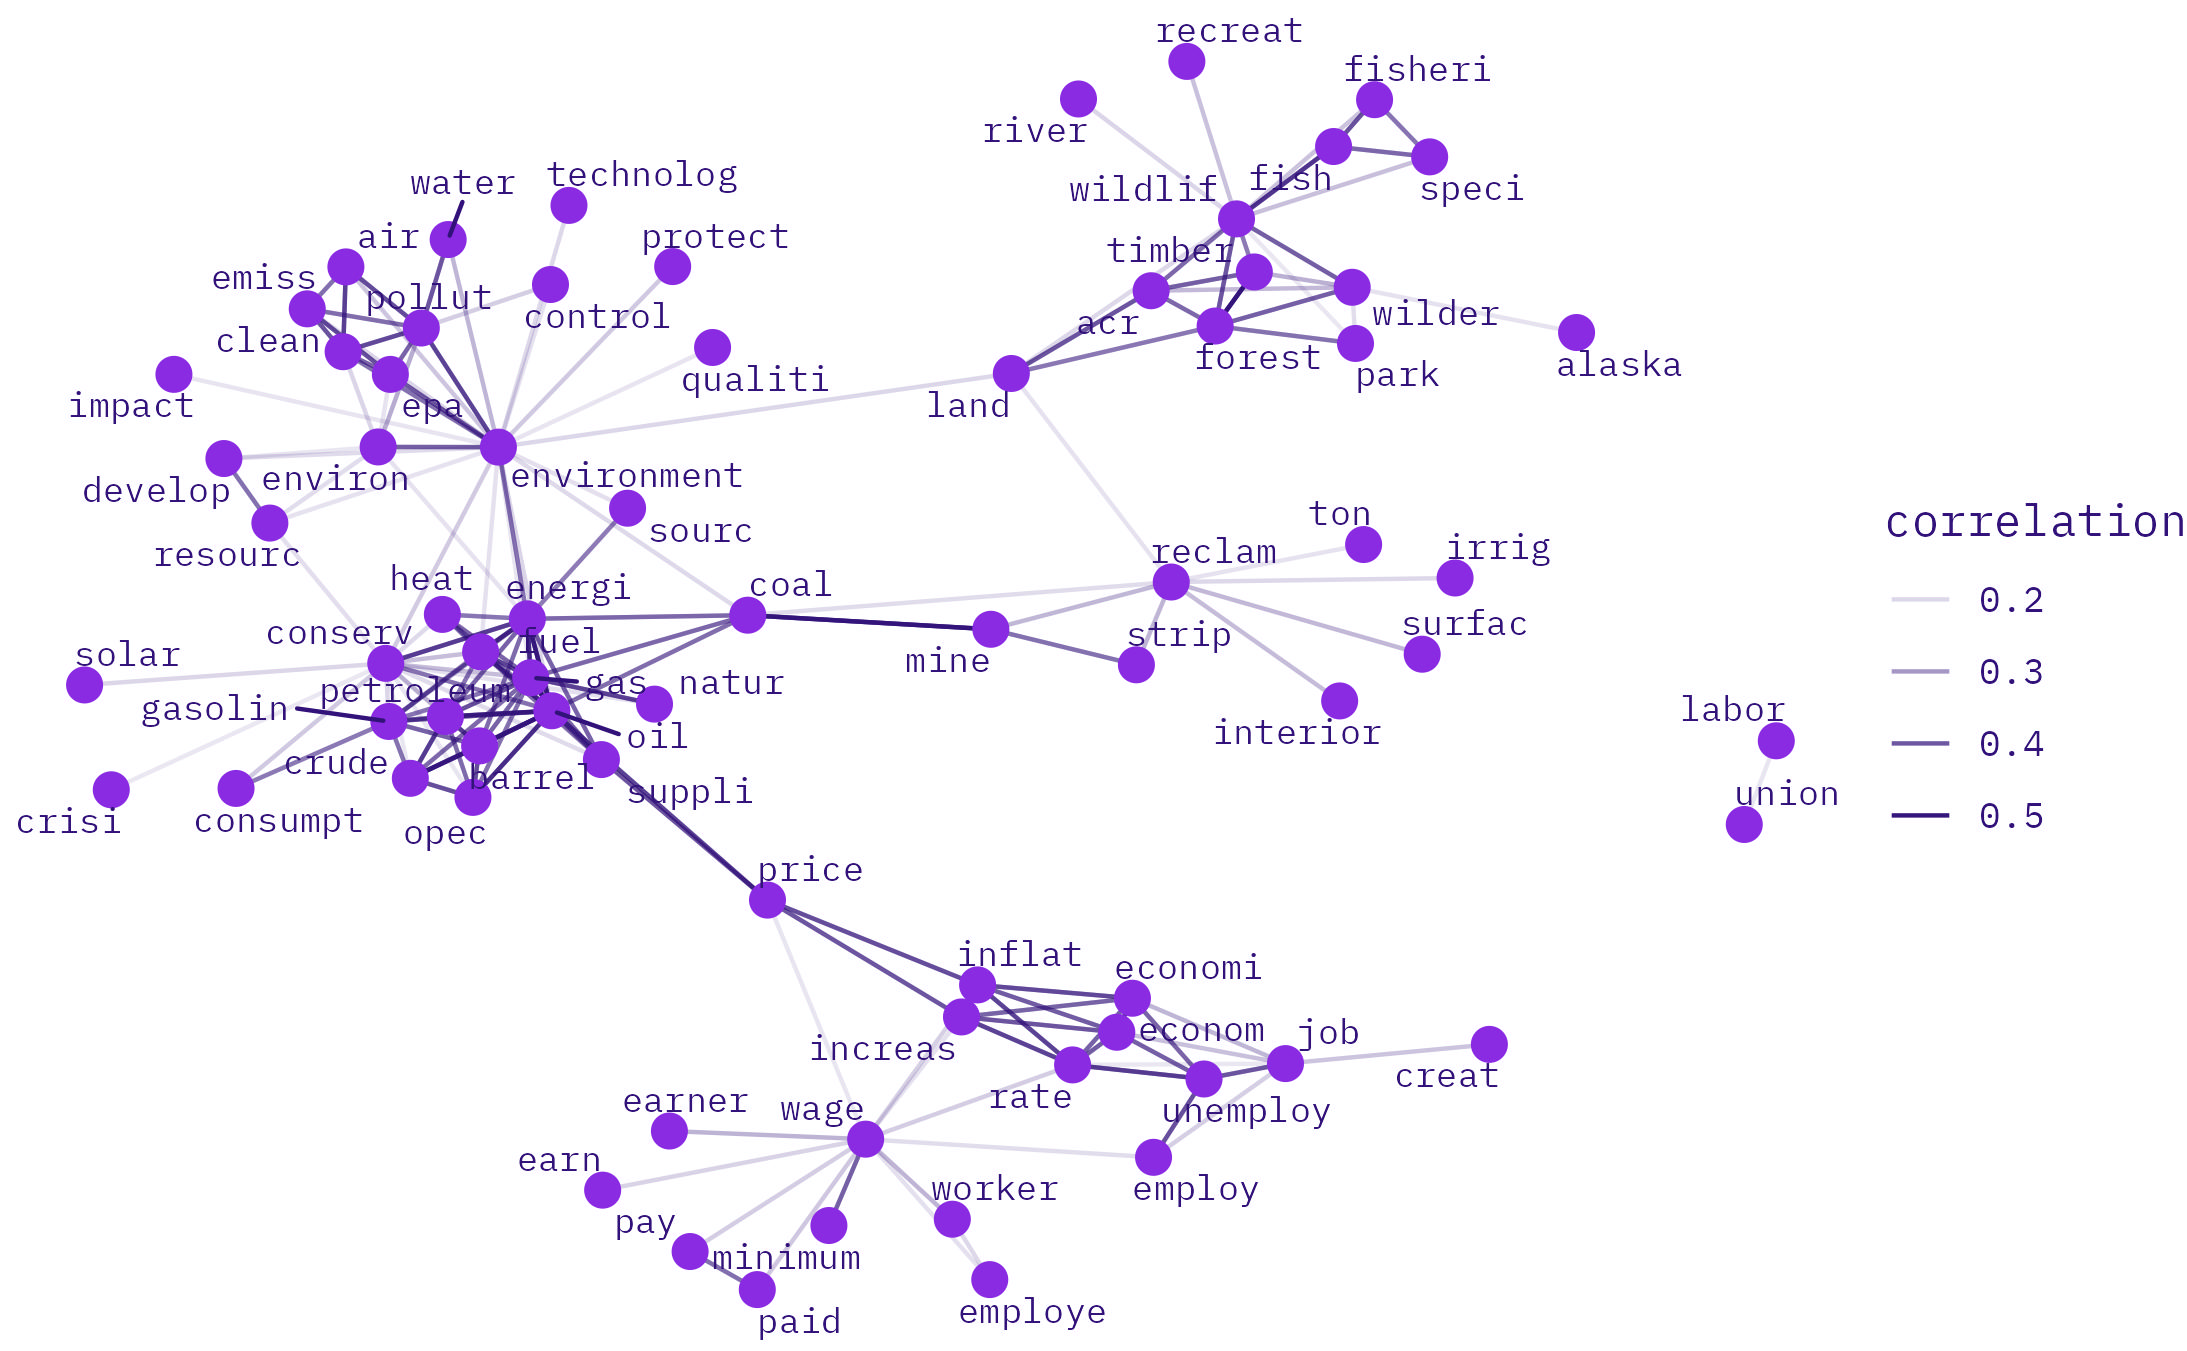 recreat
fisheri
river
water
technolog
wildlif
fish
speci
air
protect
timber
emiss
pollut
control
acr
wilder
clean
forest
park
alaska
impact
epa
qualiti
land
develop
environ
environment
sourc
ton
correlation
resourc
reclam
irrig
0.2
heat
energi
coal
solar
conserv
fuel
mine
strip
surfac
0.3
gasolin
petroleum
gas
natur
labor
oil
interior
0.4
crude
barrel
suppli
union
crisi
consumpt
opec
0.5
price
inflat
economi
increas
econom
job
creat
earner
wage
rate
unemploy
earn
worker
employ
pay
minimum
employe
paid